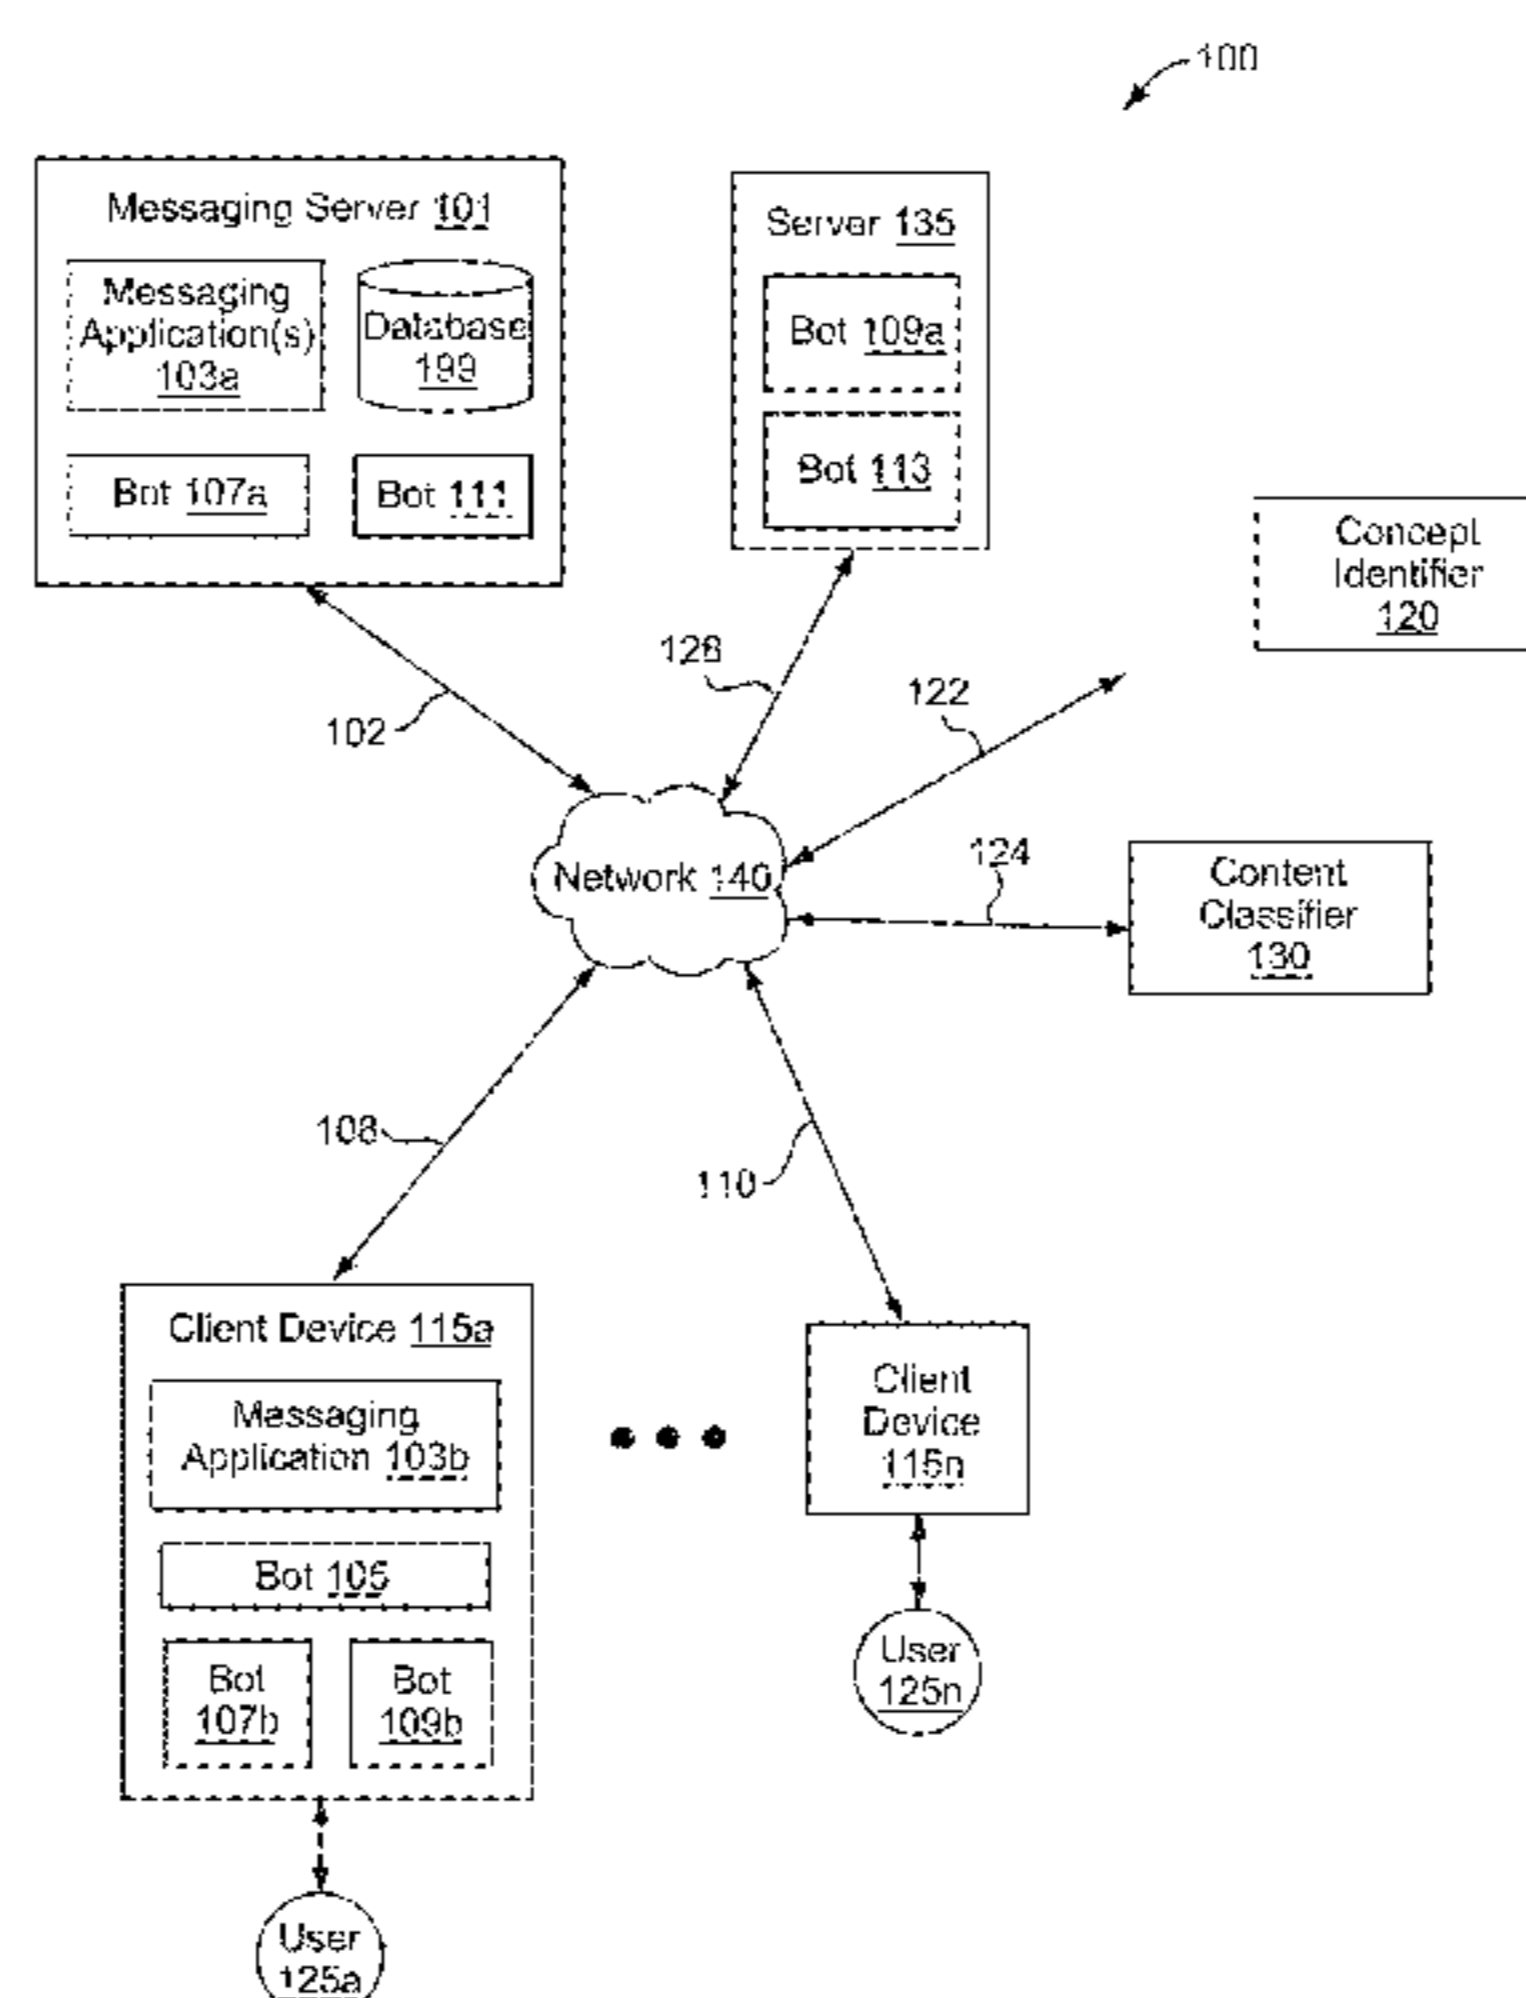 100
Messaging Server 101
Messaging
Application(s)
103a
Database
199
Bot 107a
Bot 111
Server 135
Bot 109a
Bot 113
Concept
Identifier
120
102
128
122
124
Network 140
Content
Classifier
130
108
110
Client Device 115a
Messaging
Application 103b
Bot 105
Bot
107b
Bot
109b
Client
Device
115n
User
125n
User
125a